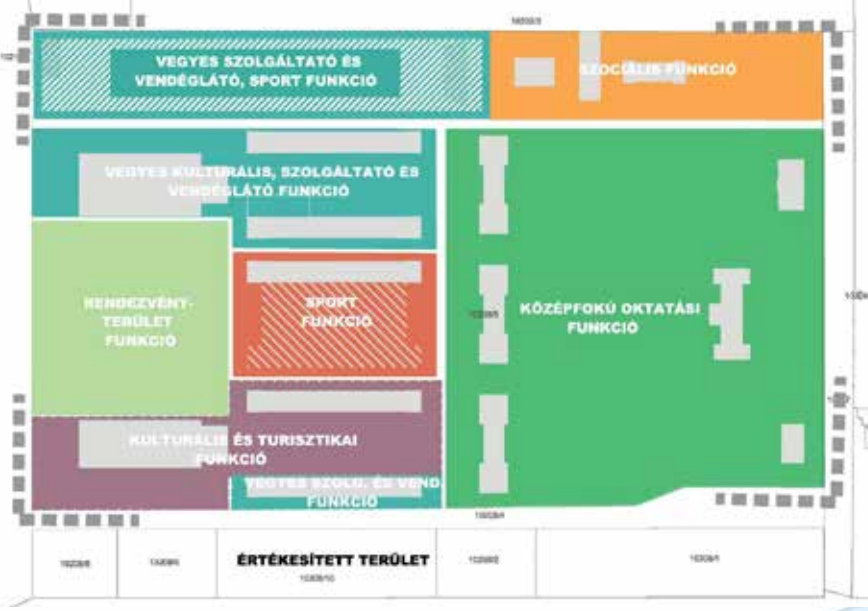 VEGYES SZOLGÁLTATÓ ÉS
VENDÉGLÁTÓ, SPORT FUNKCIÓ
SZOCIÁLIS FUNKCIÓ
VEGYES KULTURÁLIS, SZOLGÁLTATÓ ÉS
VENDÉGLÁTÓ FUNKCIÓ
RENDEZVÉNY-
TERÜLET
FUNKCIÓ
SPORT
FUNKCIÓ
KÖZÉPFOKÚ OKTATÁSI
FUNKCIÓ
KULTURÁLIS ÉS TURISZTIKAI
FUNKCIÓ
VEGYES SZOLG. ÉS VEND.
FUNKCIÓ
ÉRTÉKESÍTETT TERÜLET